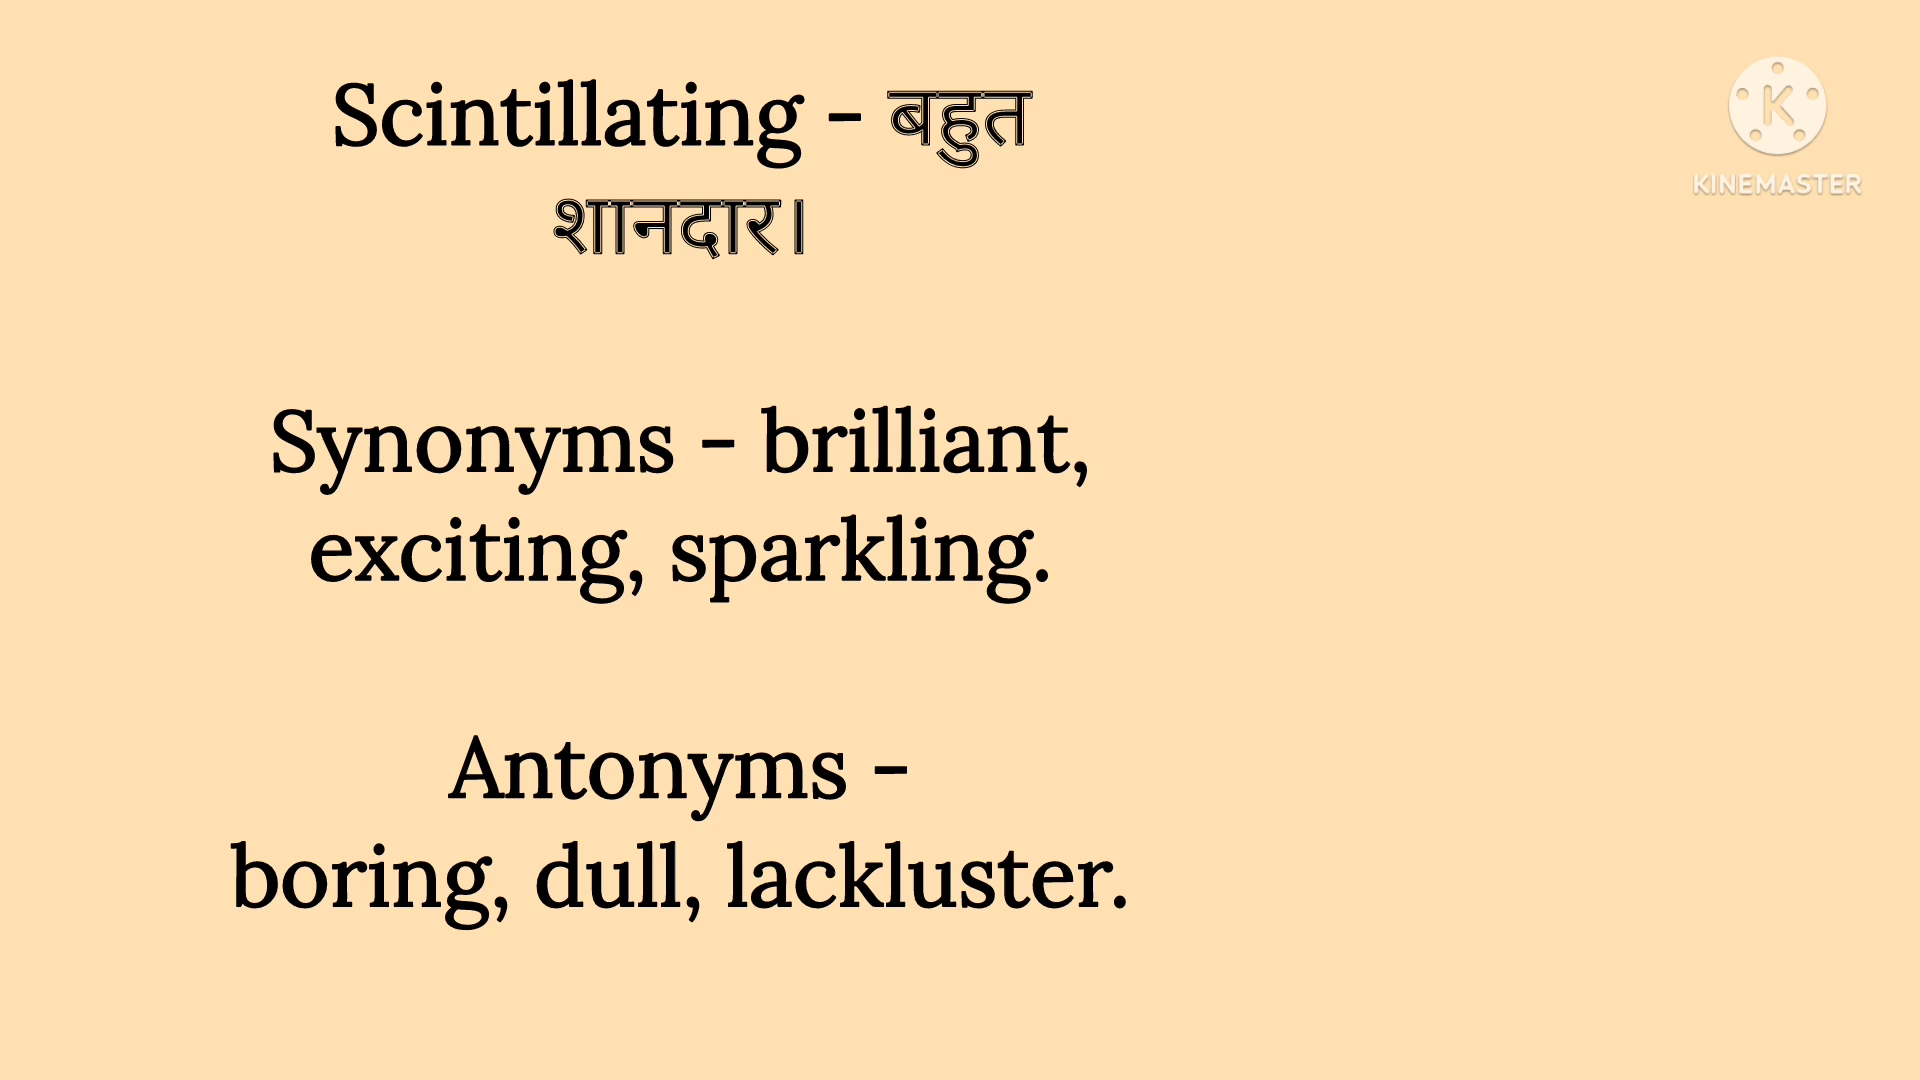 Scintillating - बहुत
शानदार।
Synonyms - brilliant,
exciting, sparkling.
Antonyms -
boring, dull, lackluster.
K
KINEMASTER